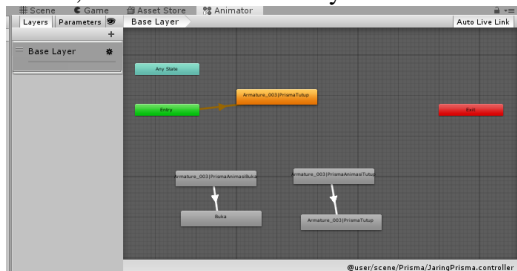 Scene Game Asset Store Animator
Layers Parameters Base Layer Auto Live Link
+
Base Layer
Any State
Armature_003|PrismaTutup
Entry
Exit
Armature_003|PrismaAnimasiBuka
Armature_003|PrismaAnimasiTutup
Buka
Armature_003|PrismaTutup
@user/scene/Prisma/JaringPrisma.controller